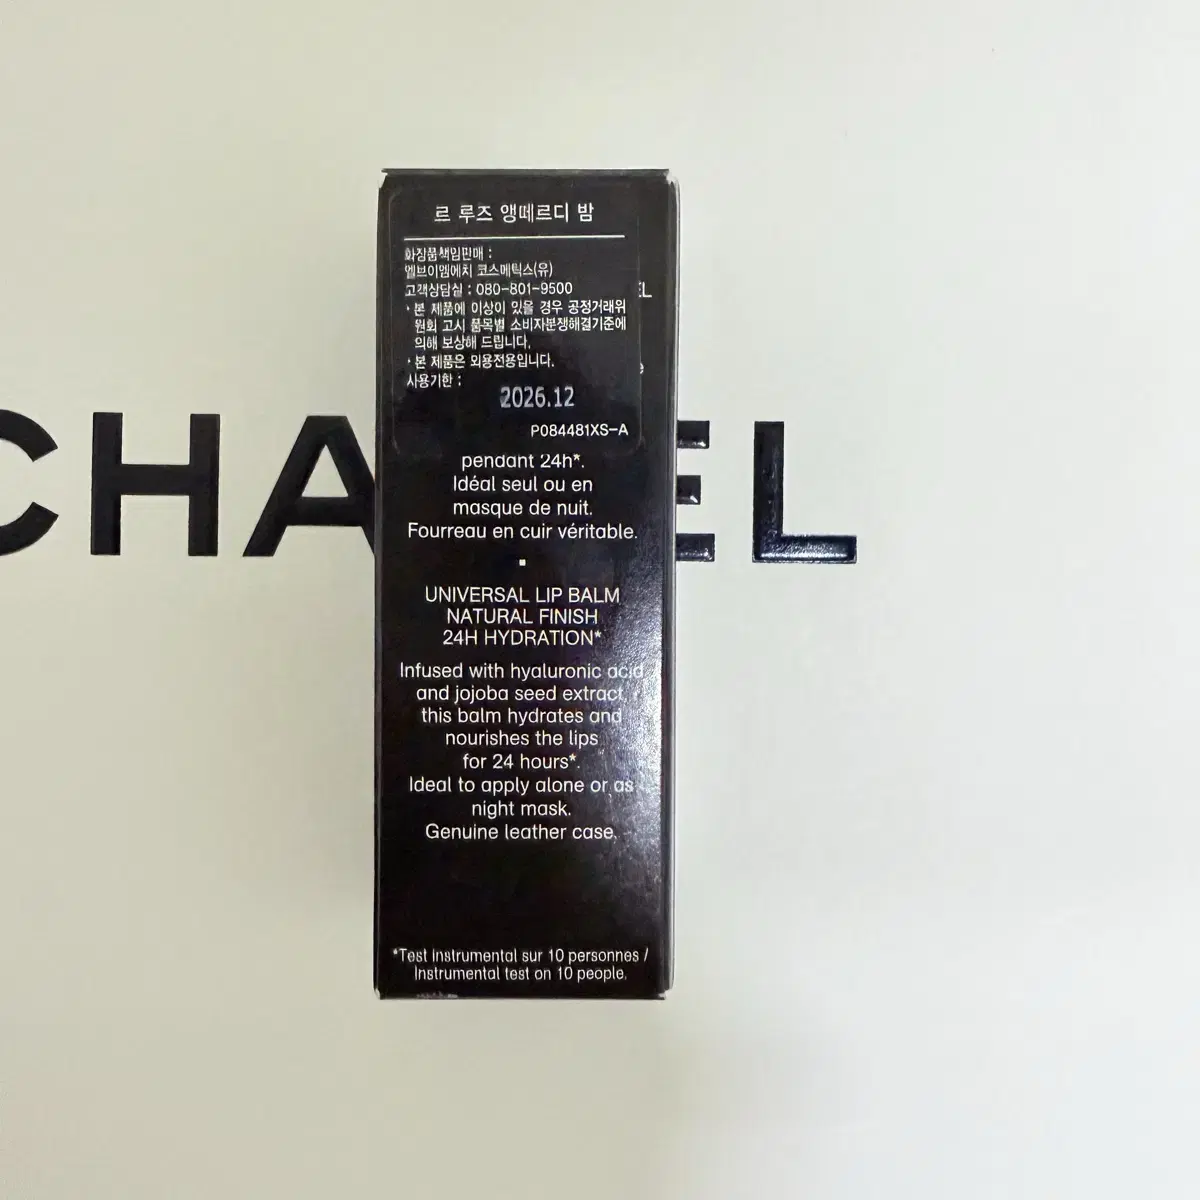 르 루즈 앵떼르디 밤
화장품책임판매 :
엘브이엠에치 코스메틱스(유)
고객상담실 : 080-801-9500
· 본 제품에 이상이 있을 경우 공정거래위
원회 고시 품목별 소비자분쟁해결기준에
의해 보상해 드립니다.
· 본 제품은 외용전용입니다.
사용기한 :
2026.12
P084481XS-A
pendant 24h*.
Idéal seul ou en
masque de nuit.
Fourreau en cuir véritable.
UNIVERSAL LIP BALM
NATURAL FINISH
24H HYDRATION*
Infused with hyaluronic acid
and jojoba seed extract,
this balm hydrates and
nourishes the lips
for 24 hours*.
Ideal to apply alone or as
night mask.
Genuine leather case.
*Test instrumental sur 10 personnes /
Instrumental test on 10 people.
CHA EL